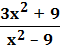 3x² + 9
x² − 9